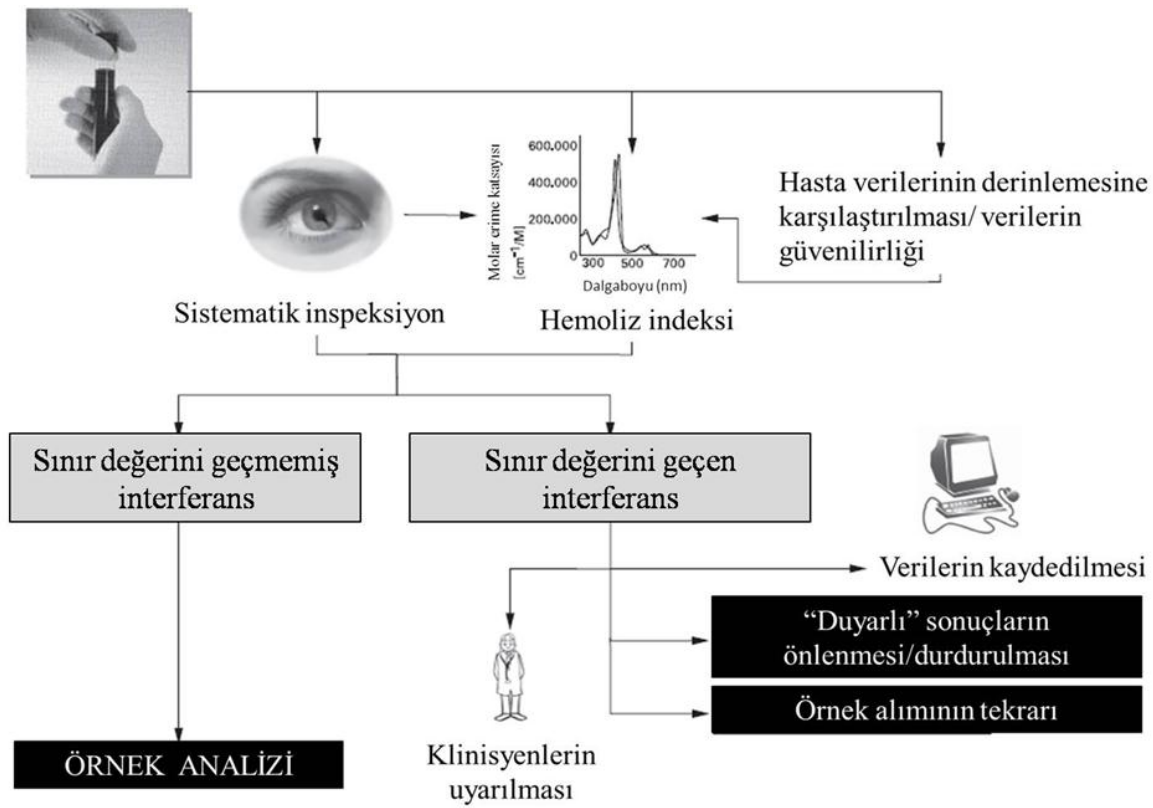 600.000
400.000
200.000
0
300 500 700
Molar erime katsayısı
[cm⁻¹/M]
Dalgaboyu (nm)
Hasta verilerinin derinlemesine
karşılaştırılması/ verilerin
güvenilirliği
Sistematik inspeksiyon
Hemoliz indeksi
Sınır değerini geçmemiş
interferans
Sınır değerini geçen
interferans
Verilerin kaydedilmesi
“Duyarlı” sonuçların
önlenmesi/durdurulması
Örnek alımının tekrarı
Klinisyenlerin
uyarılması
ÖRNEK ANALİZİ